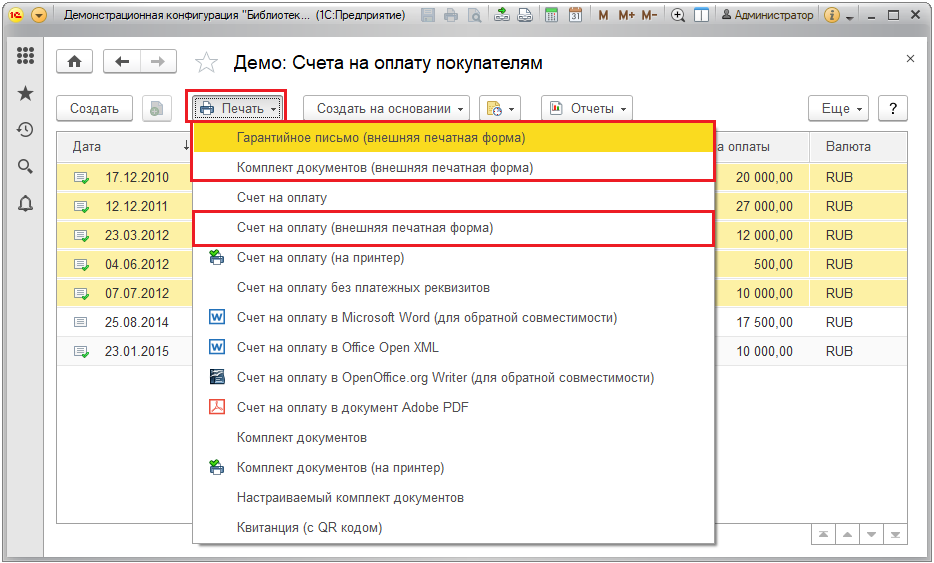 Демонстрационная конфигурация "Библиотек... (1С:Предприятие)
M M+ M-
Администратор
Демо: Счета на оплату покупателям
Создать
Печать
Создать на основании
Отчеты
Еще
?
Дата
а оплаты
Валюта
Гарантийное письмо (внешняя печатная форма)
Комплект документов (внешняя печатная форма)
Счет на оплату
Счет на оплату (внешняя печатная форма)
Счет на оплату (на принтер)
Счет на оплату без платежных реквизитов
Счет на оплату в Microsoft Word (для обратной совместимости)
Счет на оплату в Office Open XML
Счет на оплату в OpenOffice.org Writer (для обратной совместимости)
Счет на оплату в документ Adobe PDF
Комплект документов
Комплект документов (на принтер)
Настраиваемый комплект документов
Квитанция (с QR кодом)
17.12.2010
20 000,00 RUB
12.12.2011
27 000,00 RUB
23.03.2012
12 000,00 RUB
04.06.2012
500,00 RUB
07.07.2012
10 000,00 RUB
25.08.2014
17 500,00 RUB
23.01.2015
10 000,00 RUB